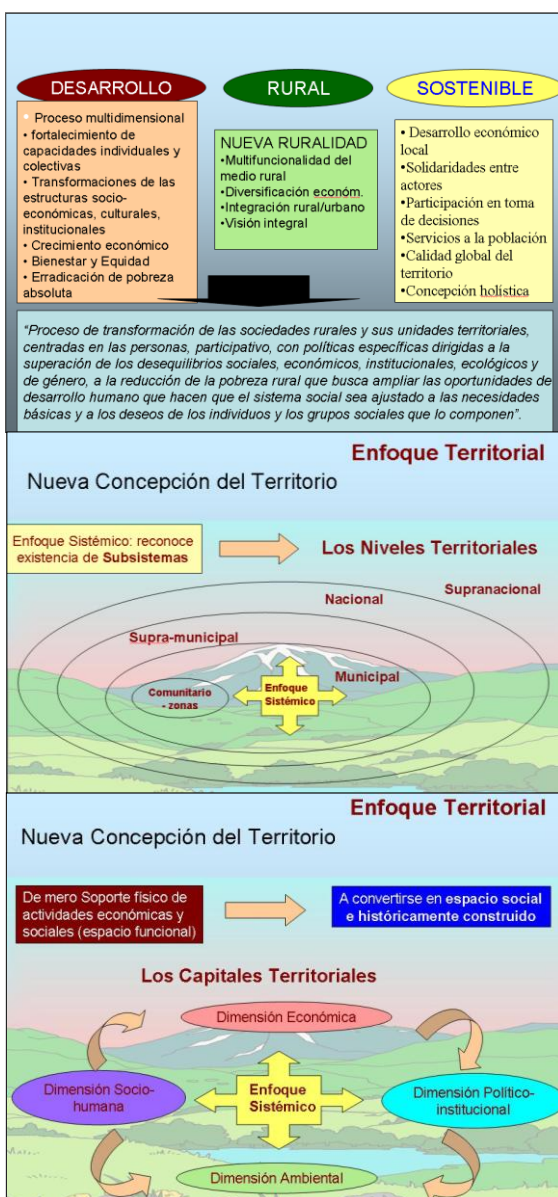 DESARROLLO
• Proceso multidimensional
• fortalecimiento de
capacidades individuales y
colectivas
• Transformaciones de las
estructuras socio-
económicas, culturales,
institucionales
• Crecimiento económico
• Bienestar y Equidad
• Erradicación de pobreza
absoluta
RURAL
NUEVA RURALIDAD
•Multifuncionalidad del
medio rural
•Diversificación económ.
•Integración rural/urbano
•Visión integral
SOSTENIBLE
• Desarrollo económico
local
• Solidaridades entre
actores
• Participación en toma
de decisiones
• Servicios a la población
• Calidad global del
territorio
• Concepción holística
“Proceso de transformación de las sociedades rurales y sus unidades territoriales,
centradas en las personas, participativo, con políticas específicas dirigidas a la
superación de los desequilibrios sociales, económicos, institucionales, ecológicos y
de género, a la reducción de la pobreza rural que busca ampliar las oportunidades de
desarrollo humano que hacen que el sistema social sea ajustado a las necesidades
básicas y a los deseos de los individuos y los grupos sociales que lo componen”.
Enfoque Territorial
Nueva Concepción del Territorio
Enfoque Sistémico: reconoce
existencia de Subsistemas
Los Niveles Territoriales
Supranacional
Nacional
Supra-municipal
Municipal
Comunitario
- zonas
Enfoque
Sistémico
Enfoque Territorial
Nueva Concepción del Territorio
De mero Soporte físico de
actividades económicas y
sociales (espacio funcional)
A convertirse en espacio social
e históricamente construido
Los Capitales Territoriales
Dimensión Económica
Dimensión Socio-
humana
Enfoque
Sistémico
Dimensión Político-
institucional
Dimensión Ambiental